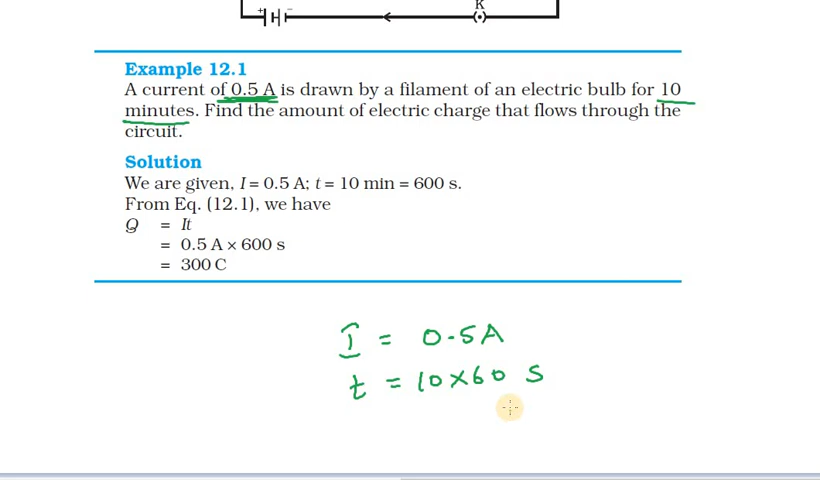 K
+ −
Example 12.1
A current of 0.5 A is drawn by a filament of an electric bulb for 10
minutes. Find the amount of electric charge that flows through the
circuit.
Solution
We are given, I = 0.5 A; t = 10 min = 600 s.
From Eq. (12.1), we have
Q = It
= 0.5 A × 600 s
= 300 C
I = 0.5A
t = 10×60 S